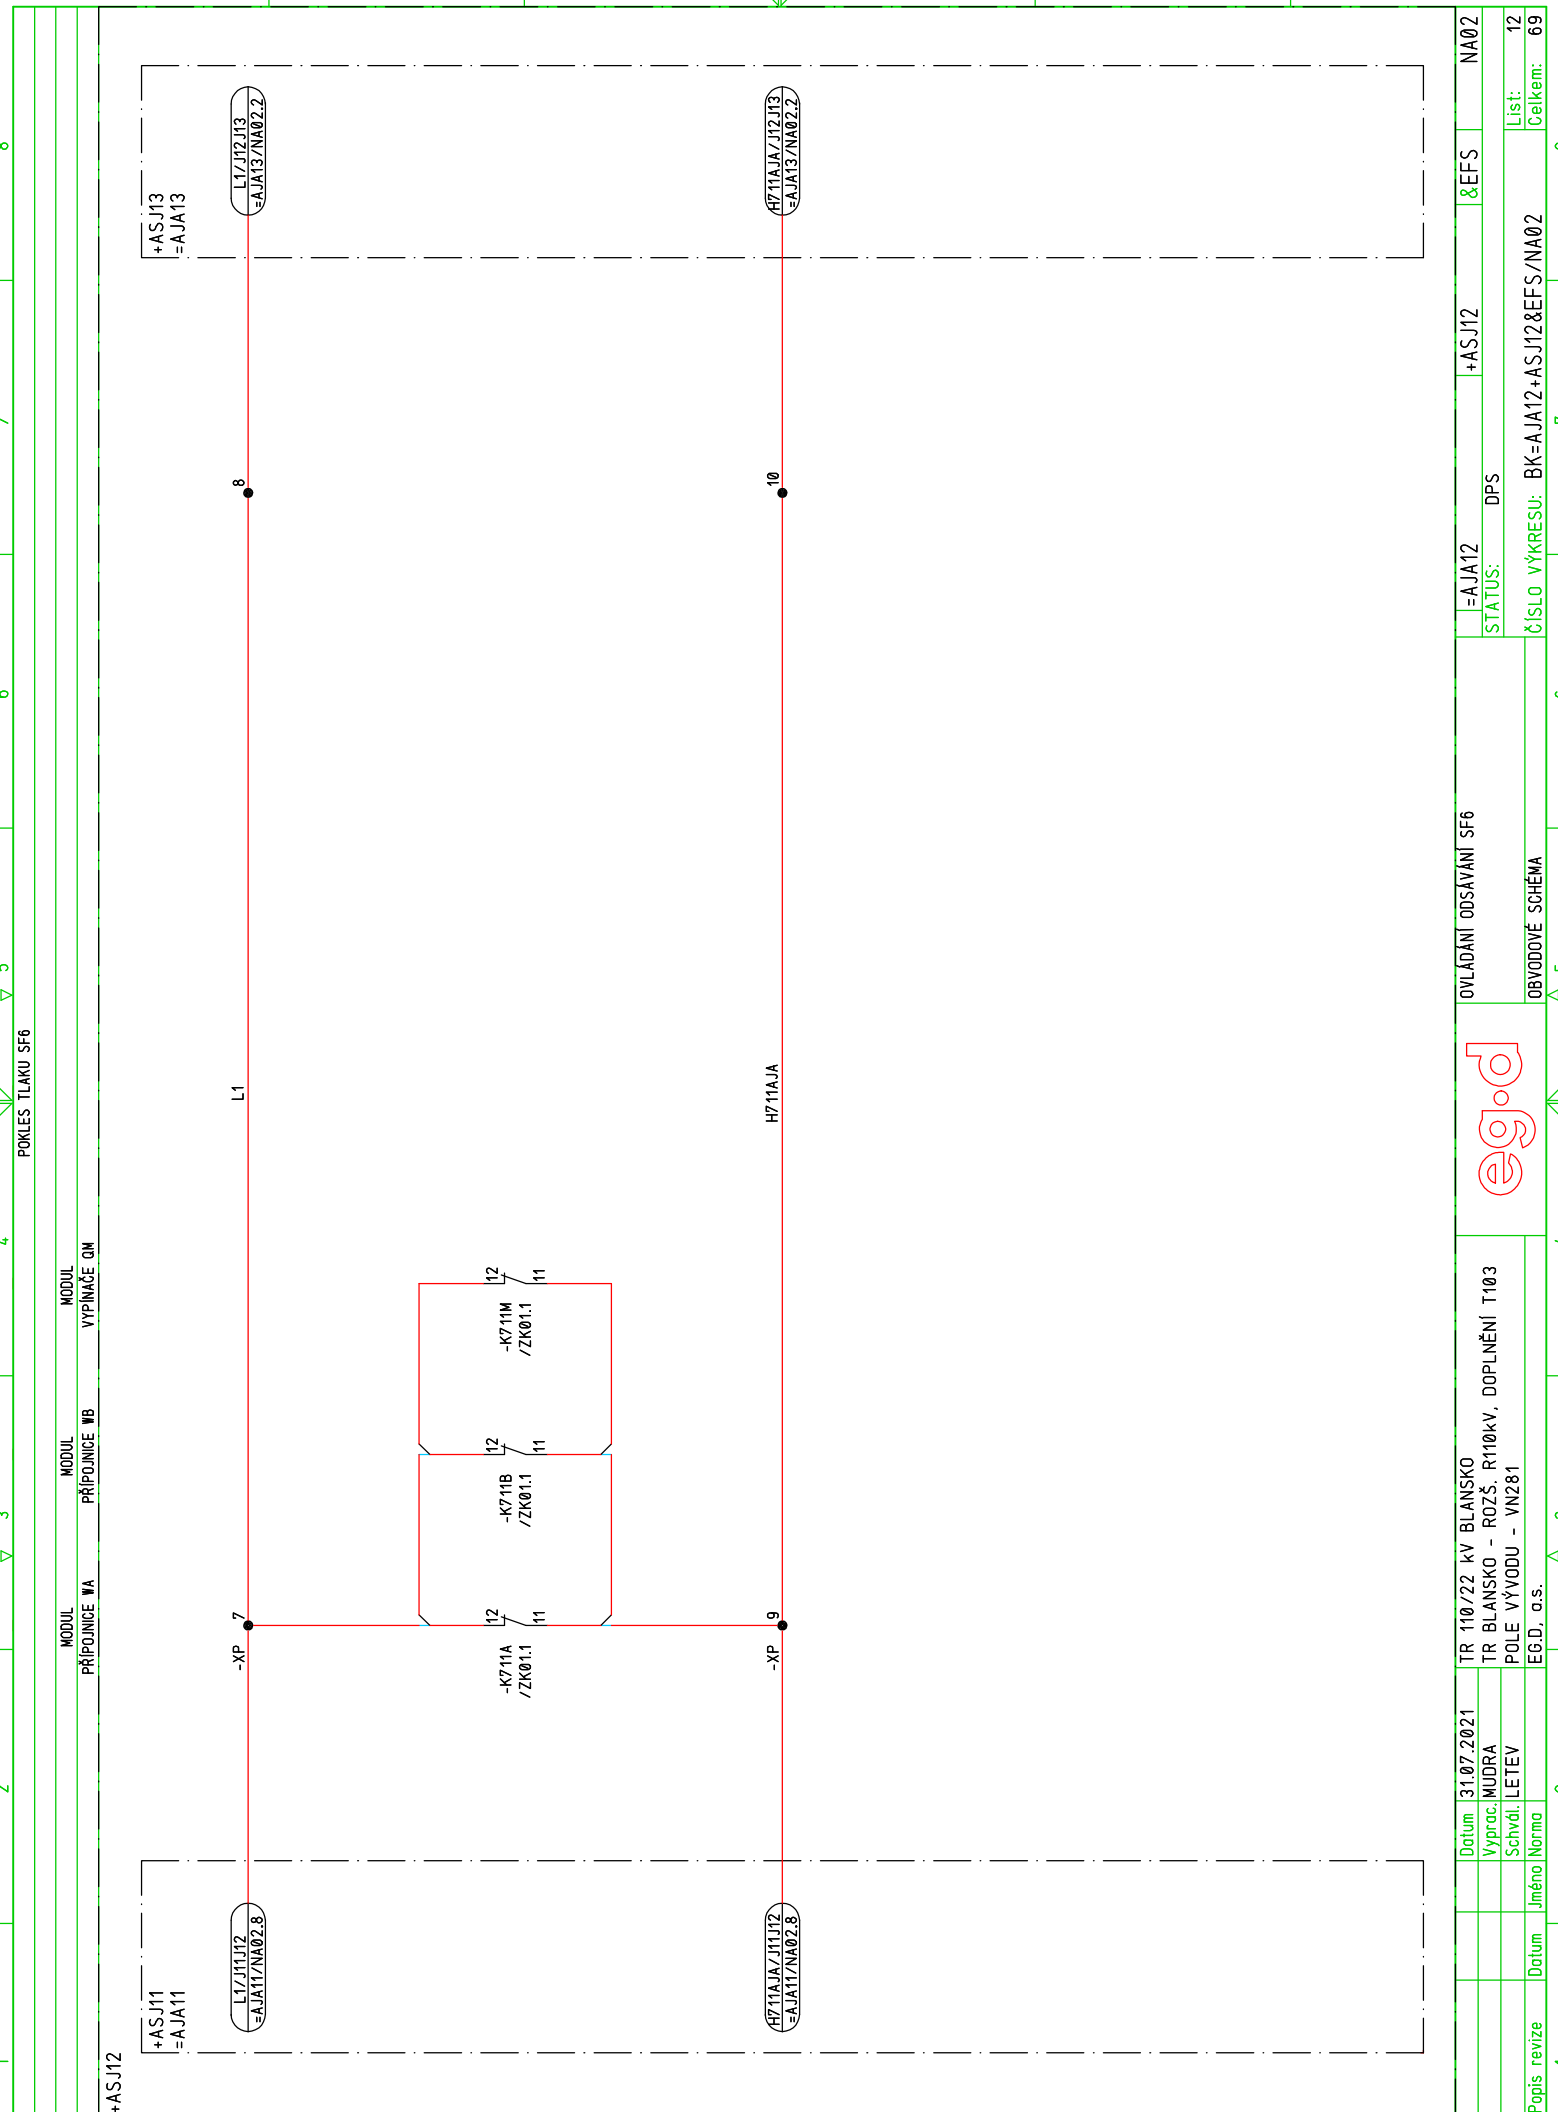 POKLES TLAKU SF6
MODUL
PŘÍPOJNICE WA
MODUL
PŘÍPOJNICE WB
MODUL
VYPÍNAČE QM
+ASJ12
+ASJ11
=AJA11
+ASJ13
=AJA13
L1/J11J12
=AJA11/NA02.8
-XP
7
L1
8
L1/J12J13
=AJA13/NA02.2
-K711A
/ZK01.1
12
11
-K711B
/ZK01.1
12
11
-K711M
/ZK01.1
12
11
H711AJA/J11J12
=AJA11/NA02.8
-XP
9
H711AJA
10
H711AJA/J12J13
=AJA13/NA02.2
Datum 31.07.2021
Vyprac. MUDRA
Schvál. LETEV
Popis revize Datum Jméno Norma
TR 110/22 kV BLANSKO
TR BLANSKO - ROZŠ. R110kV, DOPLNĚNÍ T103
POLE VÝVODU - VN281
EG.D, a.s.
eg·d
OVLÁDÁNÍ ODSÁVÁNÍ SF6
OBVODOVÉ SCHÉMA
=AJA12 +ASJ12 &EFS NA02
STATUS: DPS
List: 12
ČÍSLO VÝKRESU: BK=AJA12+ASJ12&EFS/NA02
Celkem: 69